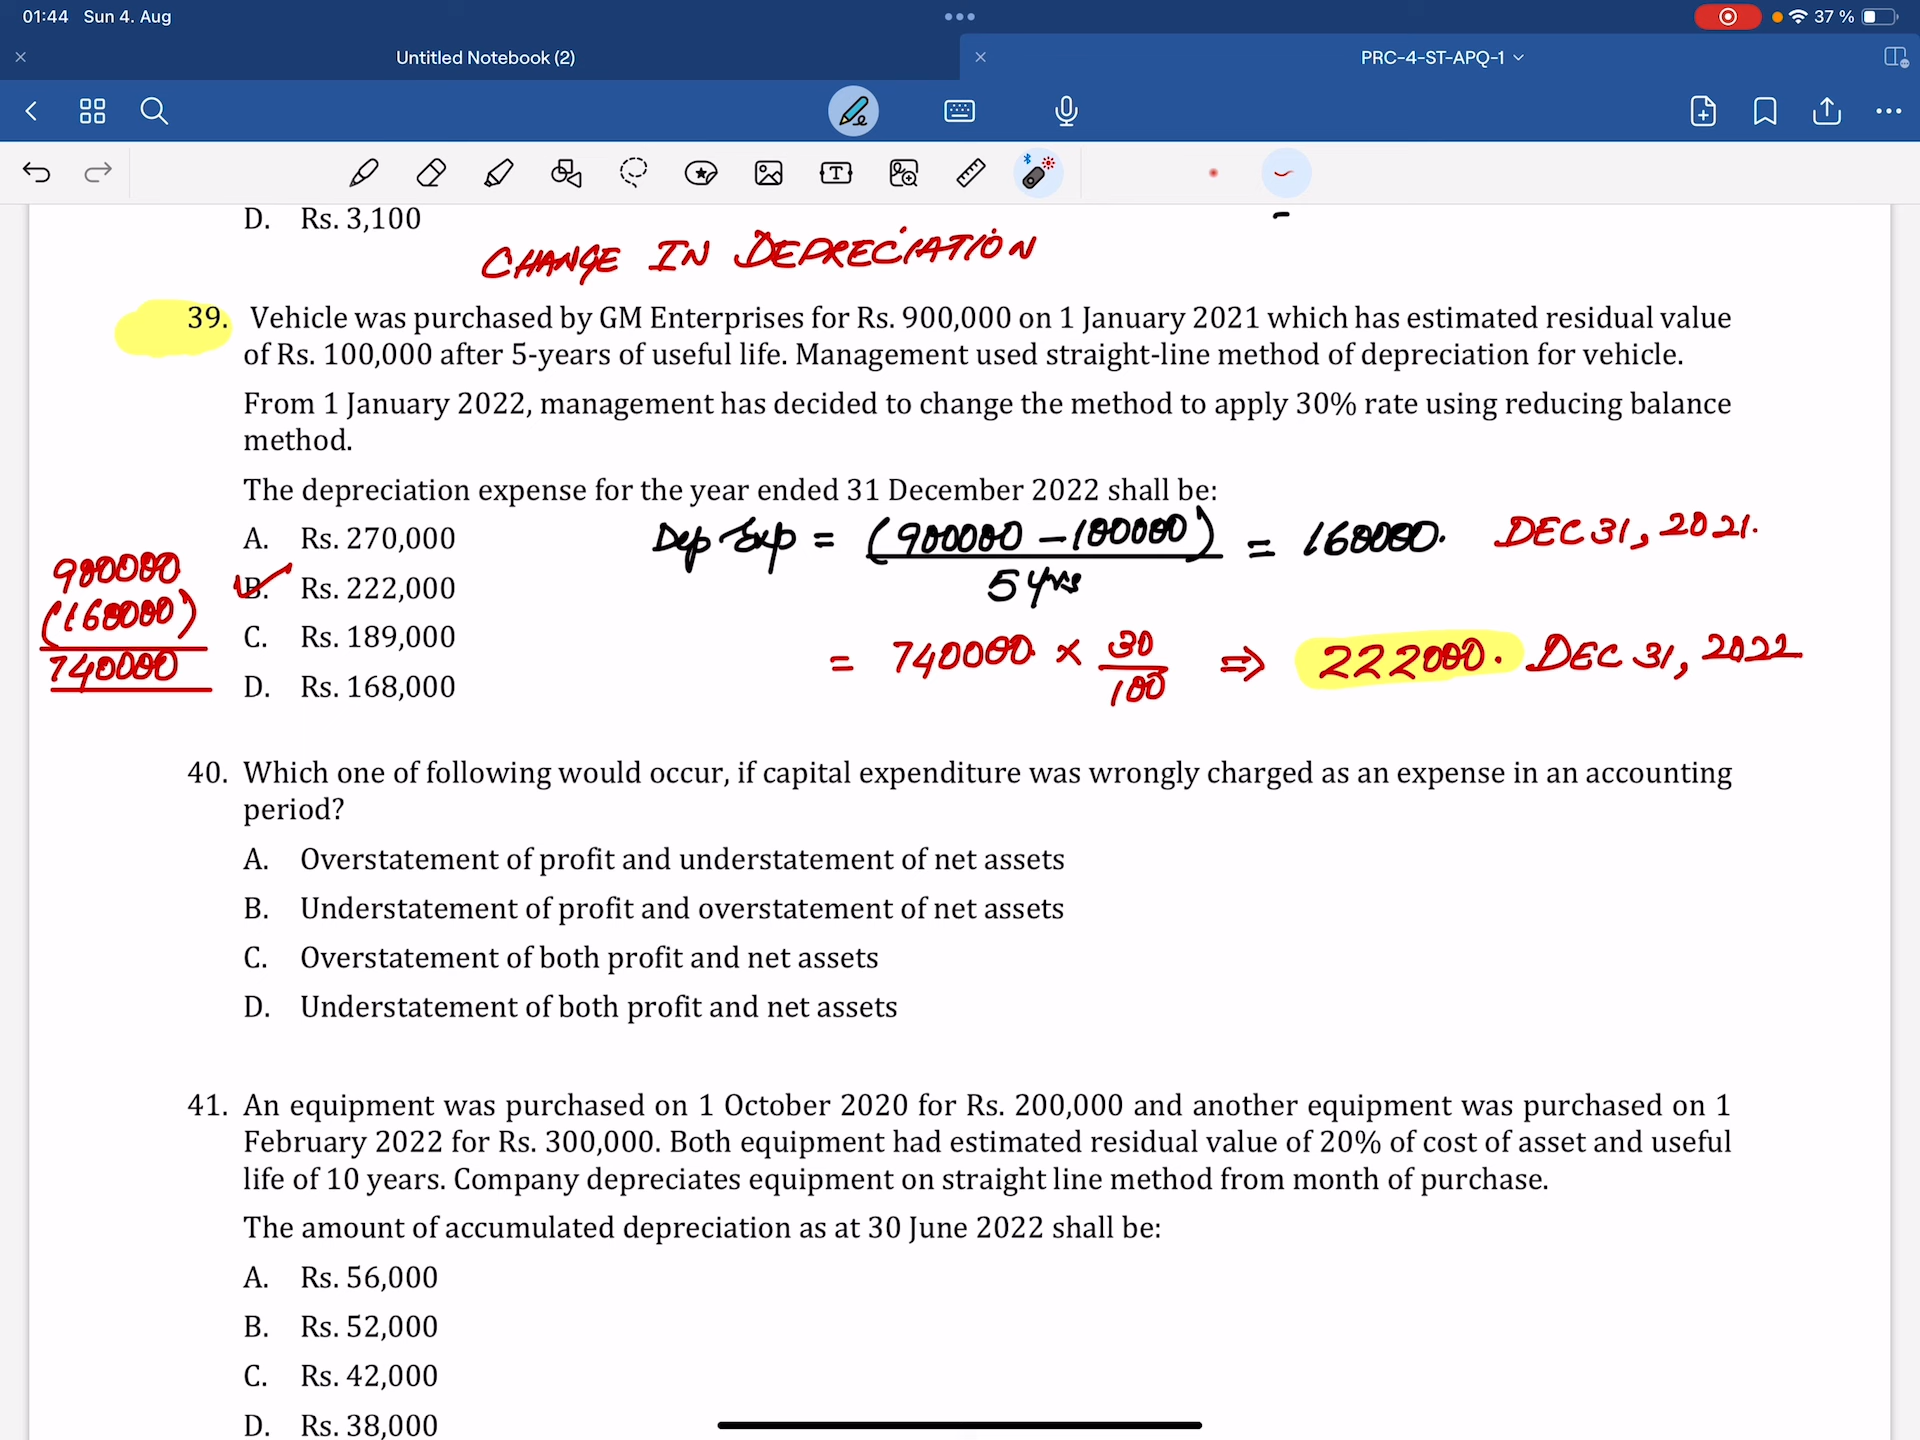 01:44 Sun 4. Aug
37 %
Untitled Notebook (2)
PRC-4-ST-APQ-1
D. Rs. 3,100
CHANGE IN DEPRECIATION
39. Vehicle was purchased by GM Enterprises for Rs. 900,000 on 1 January 2021 which has estimated residual value
of Rs. 100,000 after 5-years of useful life. Management used straight-line method of depreciation for vehicle.
From 1 January 2022, management has decided to change the method to apply 30% rate using reducing balance
method.
The depreciation expense for the year ended 31 December 2022 shall be:
A. Rs. 270,000
Dep Exp = (900000 – 100000) / 5 yrs = 160000. DEC 31, 2021.
900000
(160000)
740000
B. Rs. 222,000
C. Rs. 189,000
= 740000 × 30/100 ⇒ 222000. DEC 31, 2022
D. Rs. 168,000
40. Which one of following would occur, if capital expenditure was wrongly charged as an expense in an accounting
period?
A. Overstatement of profit and understatement of net assets
B. Understatement of profit and overstatement of net assets
C. Overstatement of both profit and net assets
D. Understatement of both profit and net assets
41. An equipment was purchased on 1 October 2020 for Rs. 200,000 and another equipment was purchased on 1
February 2022 for Rs. 300,000. Both equipment had estimated residual value of 20% of cost of asset and useful
life of 10 years. Company depreciates equipment on straight line method from month of purchase.
The amount of accumulated depreciation as at 30 June 2022 shall be:
A. Rs. 56,000
B. Rs. 52,000
C. Rs. 42,000
D. Rs. 38,000